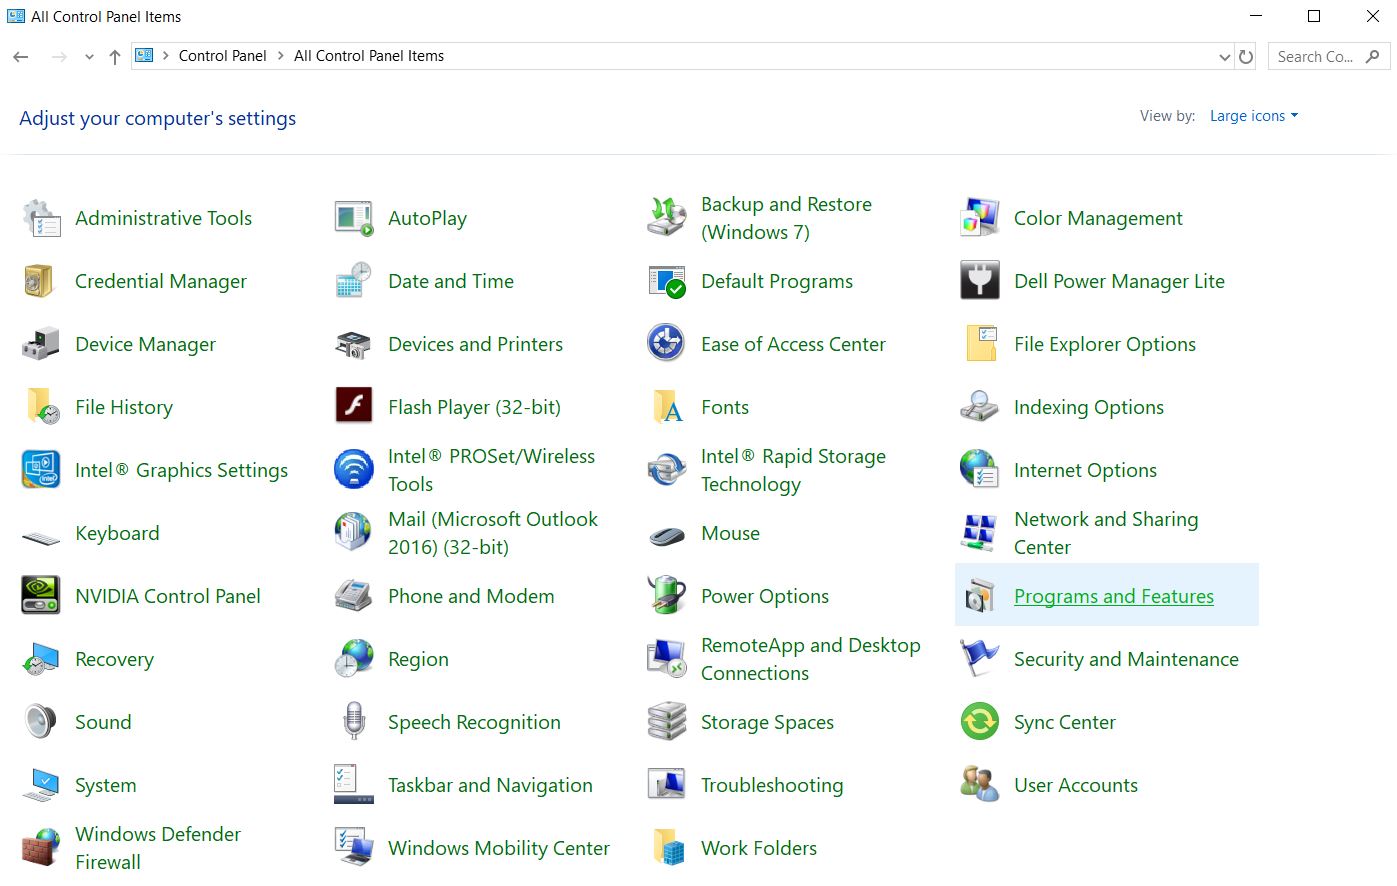 All Control Panel Items
Control Panel > All Control Panel Items
Search Co...
Adjust your computer's settings
View by: Large icons
Administrative Tools
AutoPlay
Backup and Restore
(Windows 7)
Color Management
Credential Manager
Date and Time
Default Programs
Dell Power Manager Lite
Device Manager
Devices and Printers
Ease of Access Center
File Explorer Options
File History
Flash Player (32-bit)
Fonts
Indexing Options
Intel® Graphics Settings
Intel® PROSet/Wireless
Tools
Intel® Rapid Storage
Technology
Internet Options
Keyboard
Mail (Microsoft Outlook
2016) (32-bit)
Mouse
Network and Sharing
Center
NVIDIA Control Panel
Phone and Modem
Power Options
Programs and Features
Recovery
Region
RemoteApp and Desktop
Connections
Security and Maintenance
Sound
Speech Recognition
Storage Spaces
Sync Center
System
Taskbar and Navigation
Troubleshooting
User Accounts
Windows Defender
Firewall
Windows Mobility Center
Work Folders